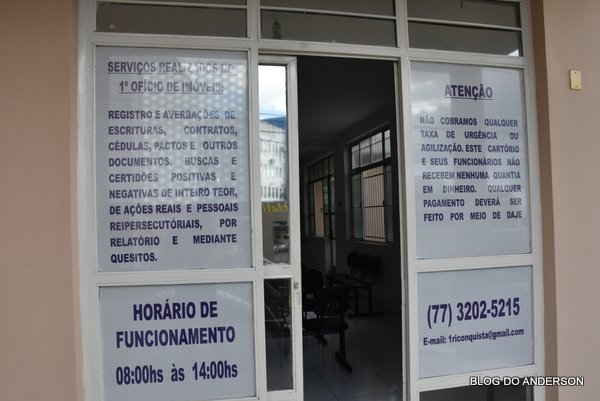 SERVIÇOS REALIZADOS NO
1º OFÍCIO DE IMÓVEIS:
REGISTRO E AVERBAÇÕES DE
ESCRITURAS, CONTRATOS,
CÉDULAS, PACTOS E OUTROS
DOCUMENTOS. BUSCAS E
CERTIDÕES POSITIVAS, E
NEGATIVAS DE INTEIRO TEOR,
DE AÇÕES REAIS E PESSOAIS
REIPERSECUTÓRIAS, POR
RELATÓRIO E MEDIANTE
QUESITOS.
HORÁRIO DE
FUNCIONAMENTO
08:00hs às 14:00hs
ATENÇÃO
NÃO COBRAMOS QUALQUER
TAXA DE URGÊNCIA OU
AGILIZAÇÃO. ESTE CARTÓRIO
E SEUS FUNCIONÁRIOS NÃO
RECEBEM NENHUMA QUANTIA
EM DINHEIRO. QUALQUER
PAGAMENTO DEVERÁ SER
FEITO POR MEIO DE DAJE
(77) 3202-5215
E-mail: 1riconquista@gmail.com
BLOG DO ANDERSON